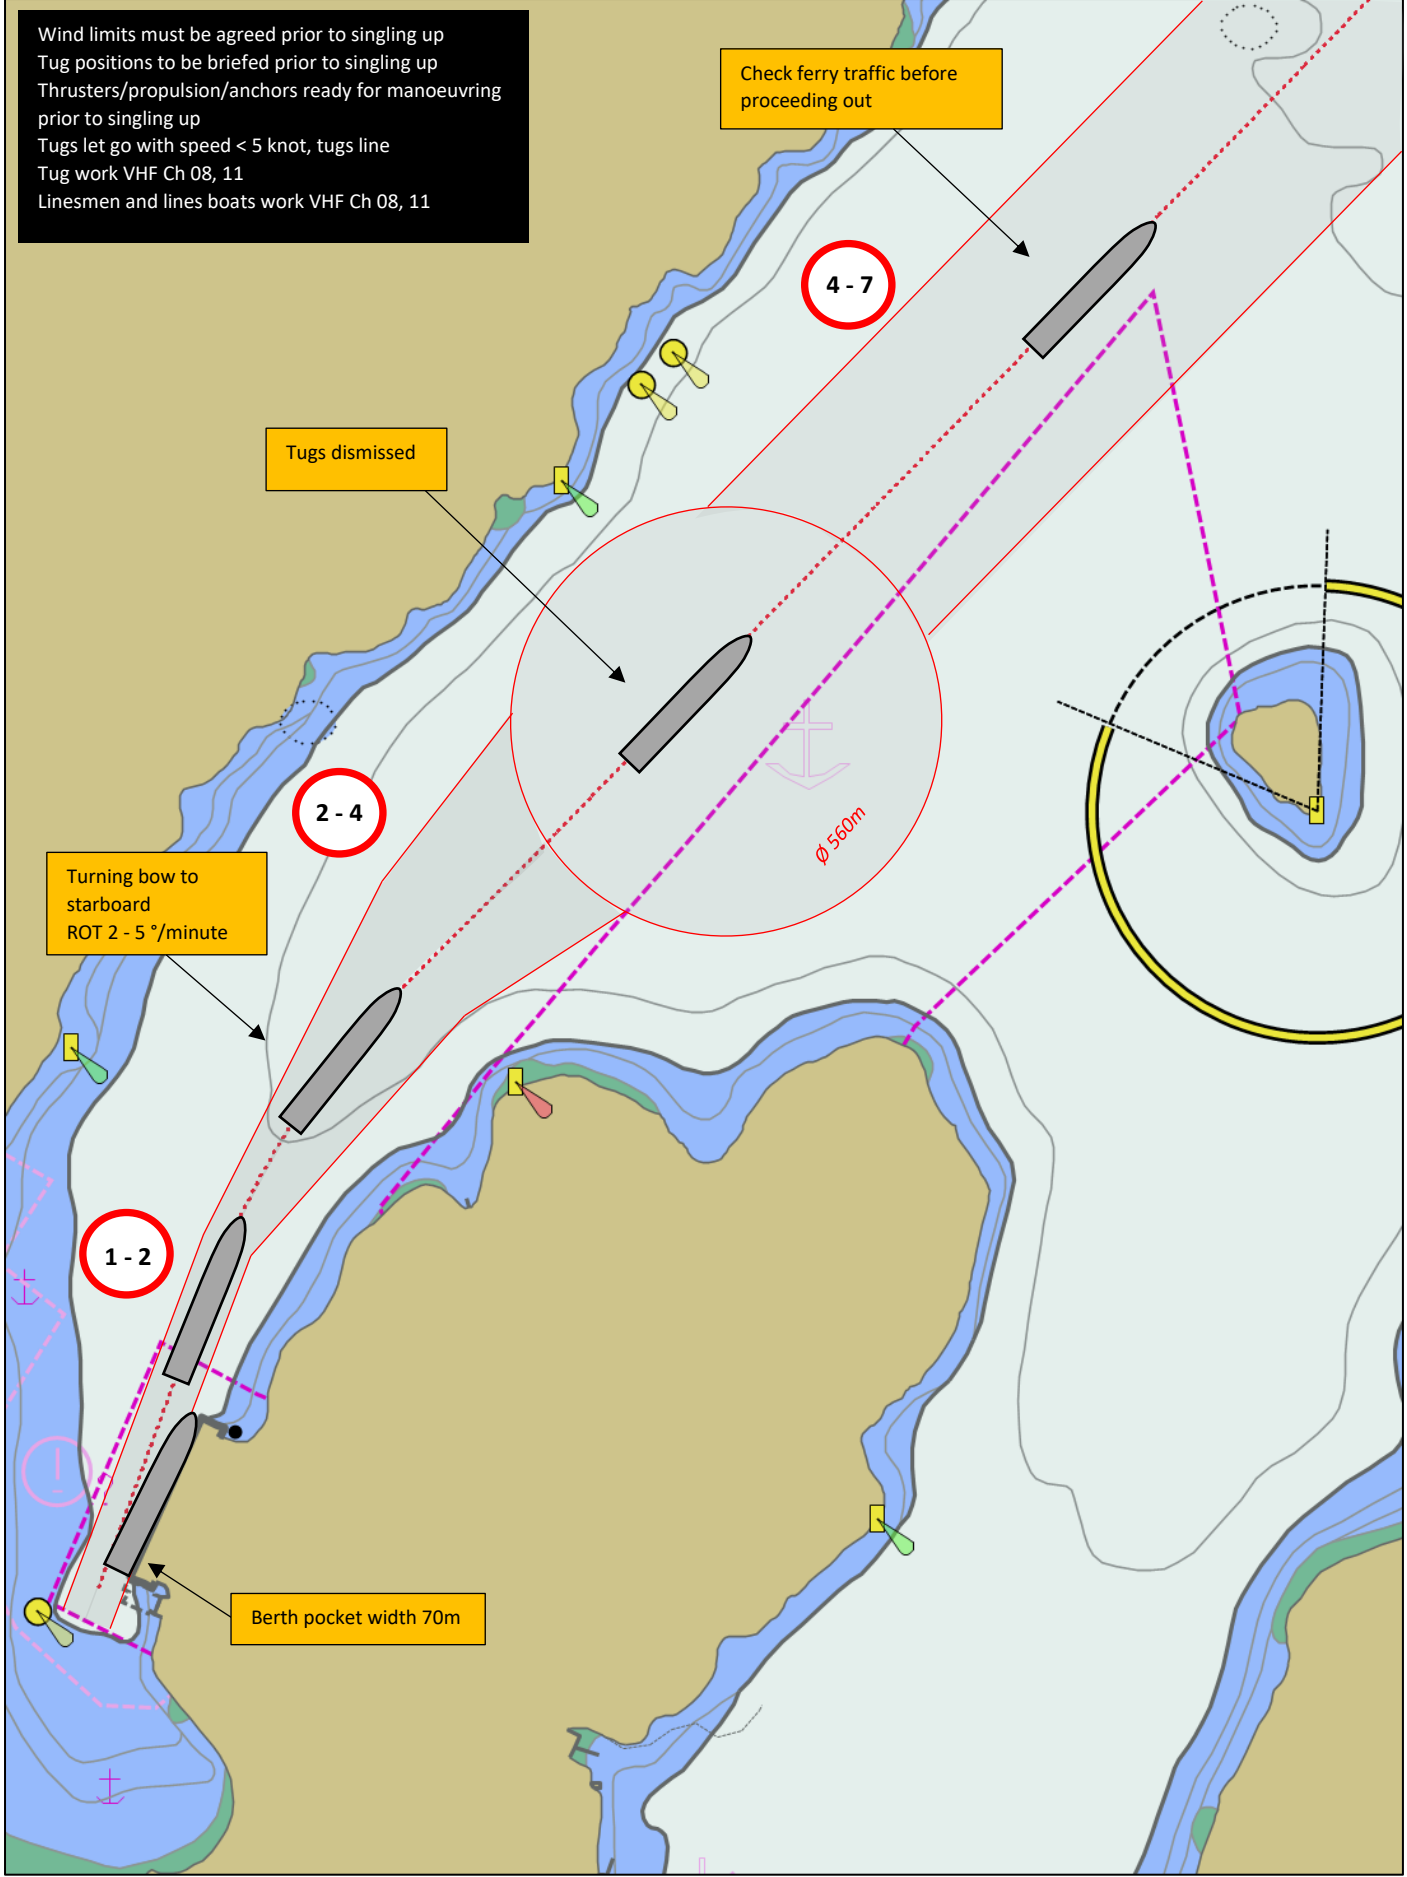 Wind limits must be agreed prior to singling up
Tug positions to be briefed prior to singling up
Thrusters/propulsion/anchors ready for manoeuvring
prior to singling up
Tugs let go with speed < 5 knot, tugs line
Tug work VHF Ch 08, 11
Linesmen and lines boats work VHF Ch 08, 11
Check ferry traffic before
proceeding out
4 - 7
Tugs dismissed
2 - 4
Ø 560m
Turning bow to
starboard
ROT 2 - 5 °/minute
1 - 2
Berth pocket width 70m